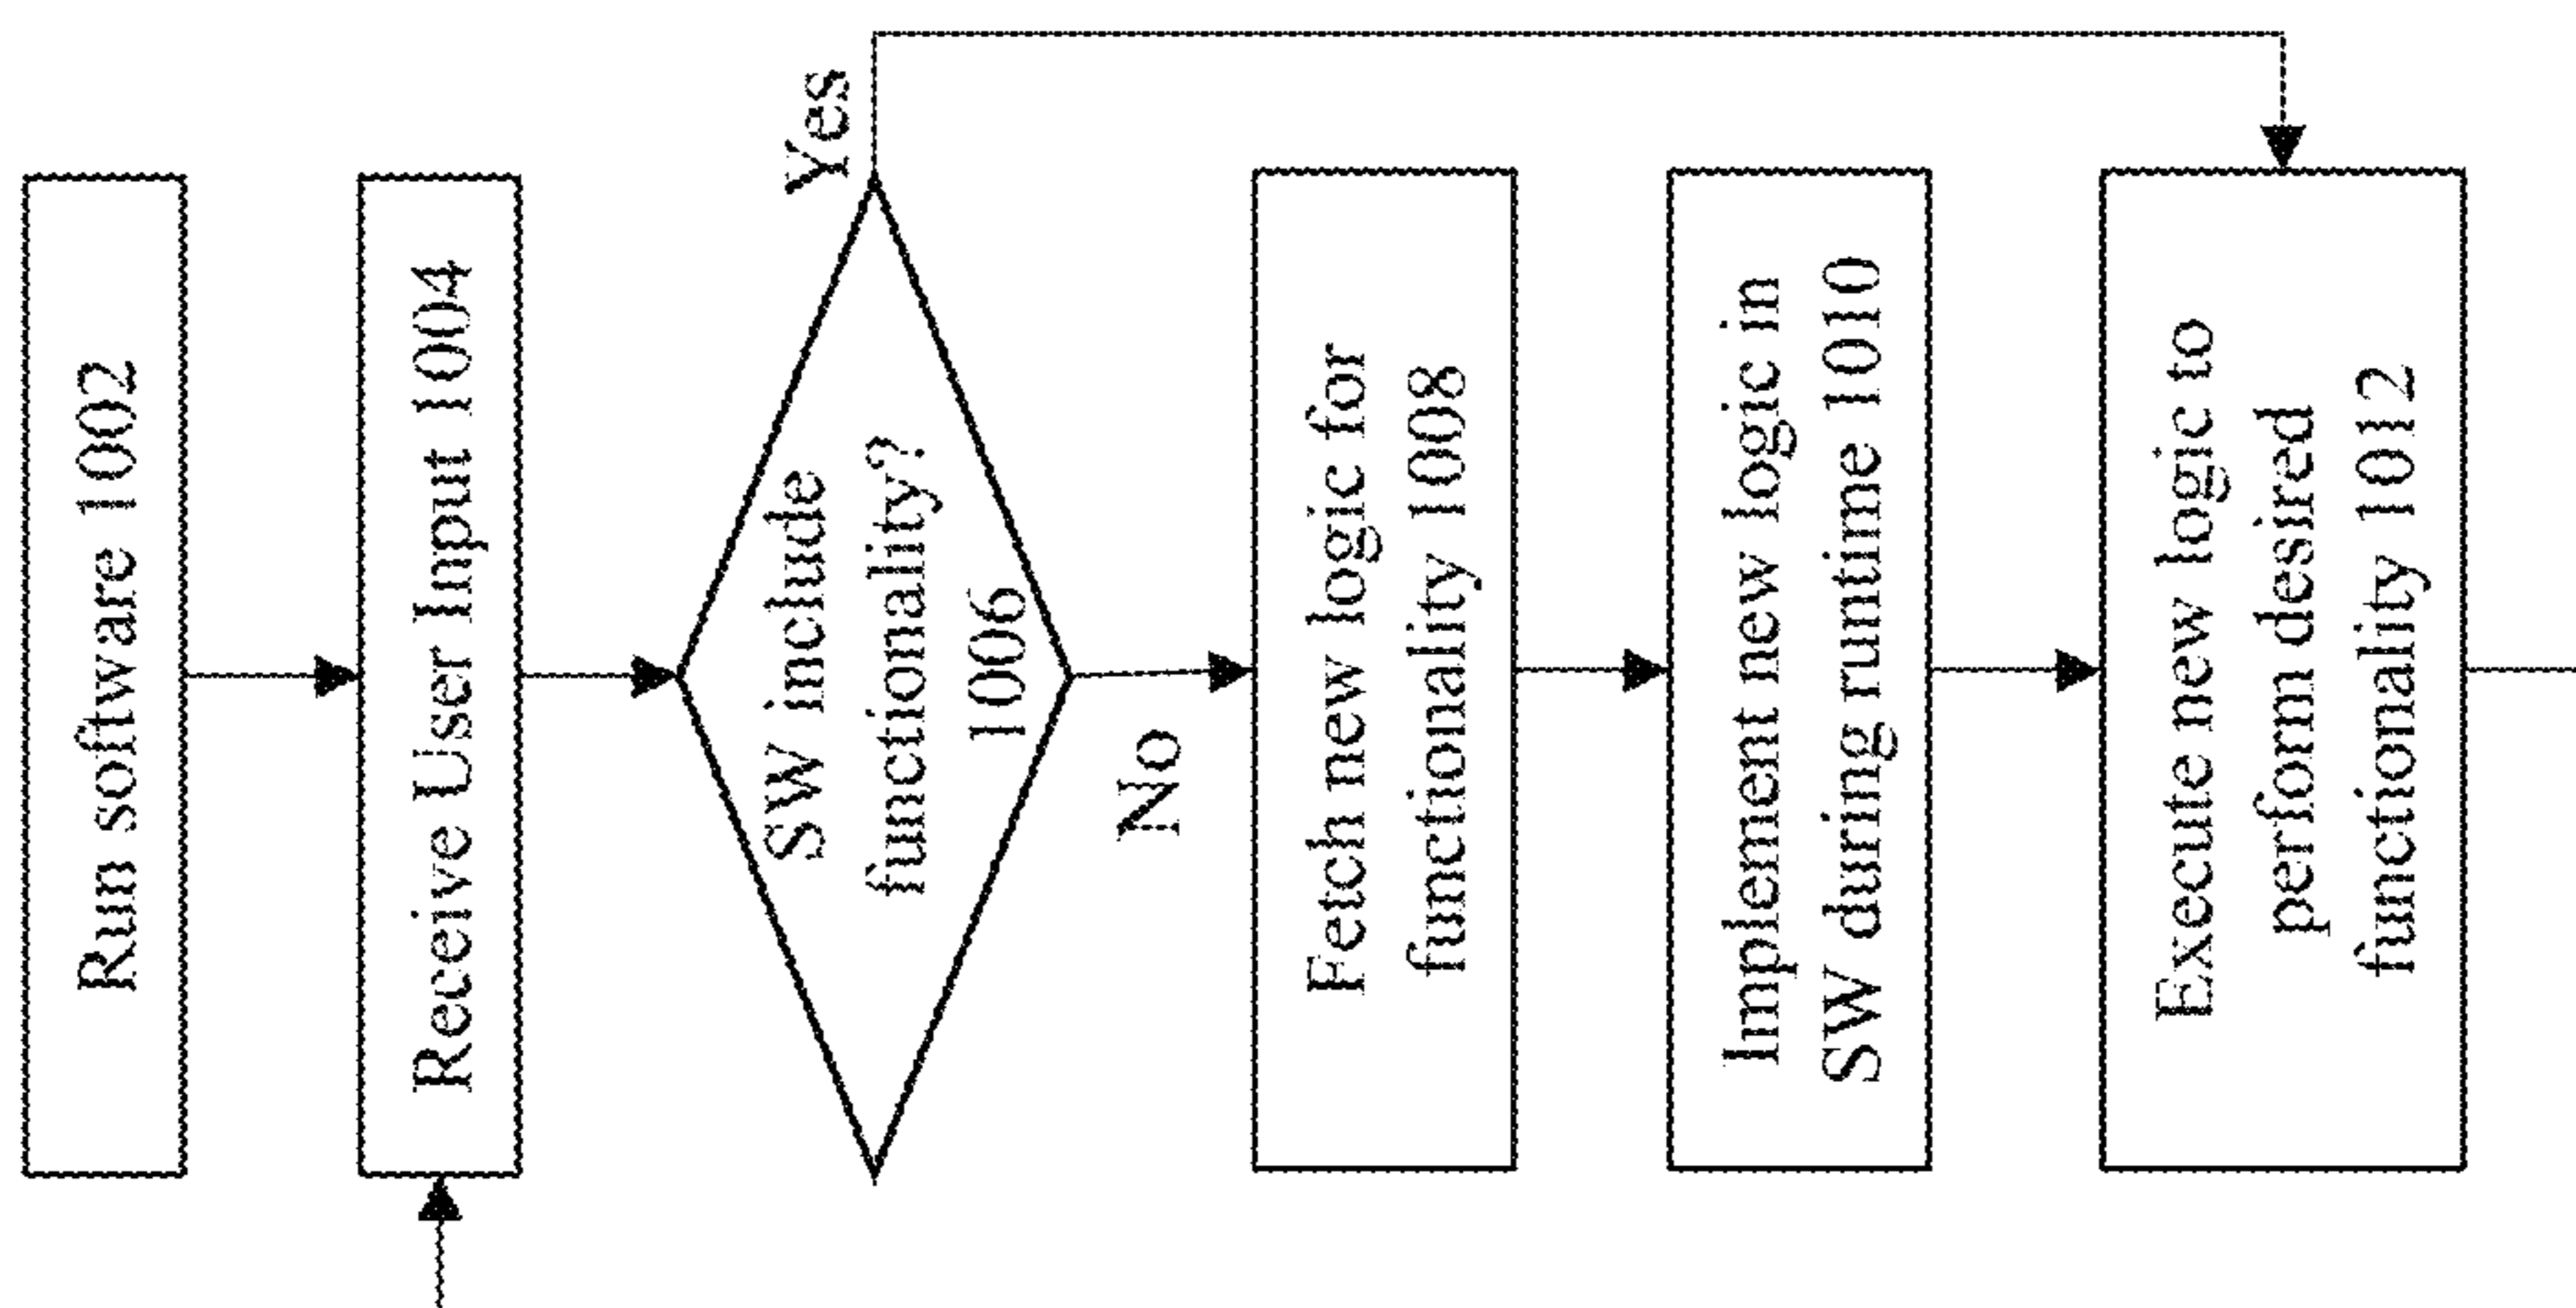 Run software 1002
Receive User Input 1004
SW include
functionality?
1006
Yes
No
Fetch new logic for
functionality 1008
Implement new logic in
SW during runtime 1010
Execute new logic to
perform desired
functionality 1012